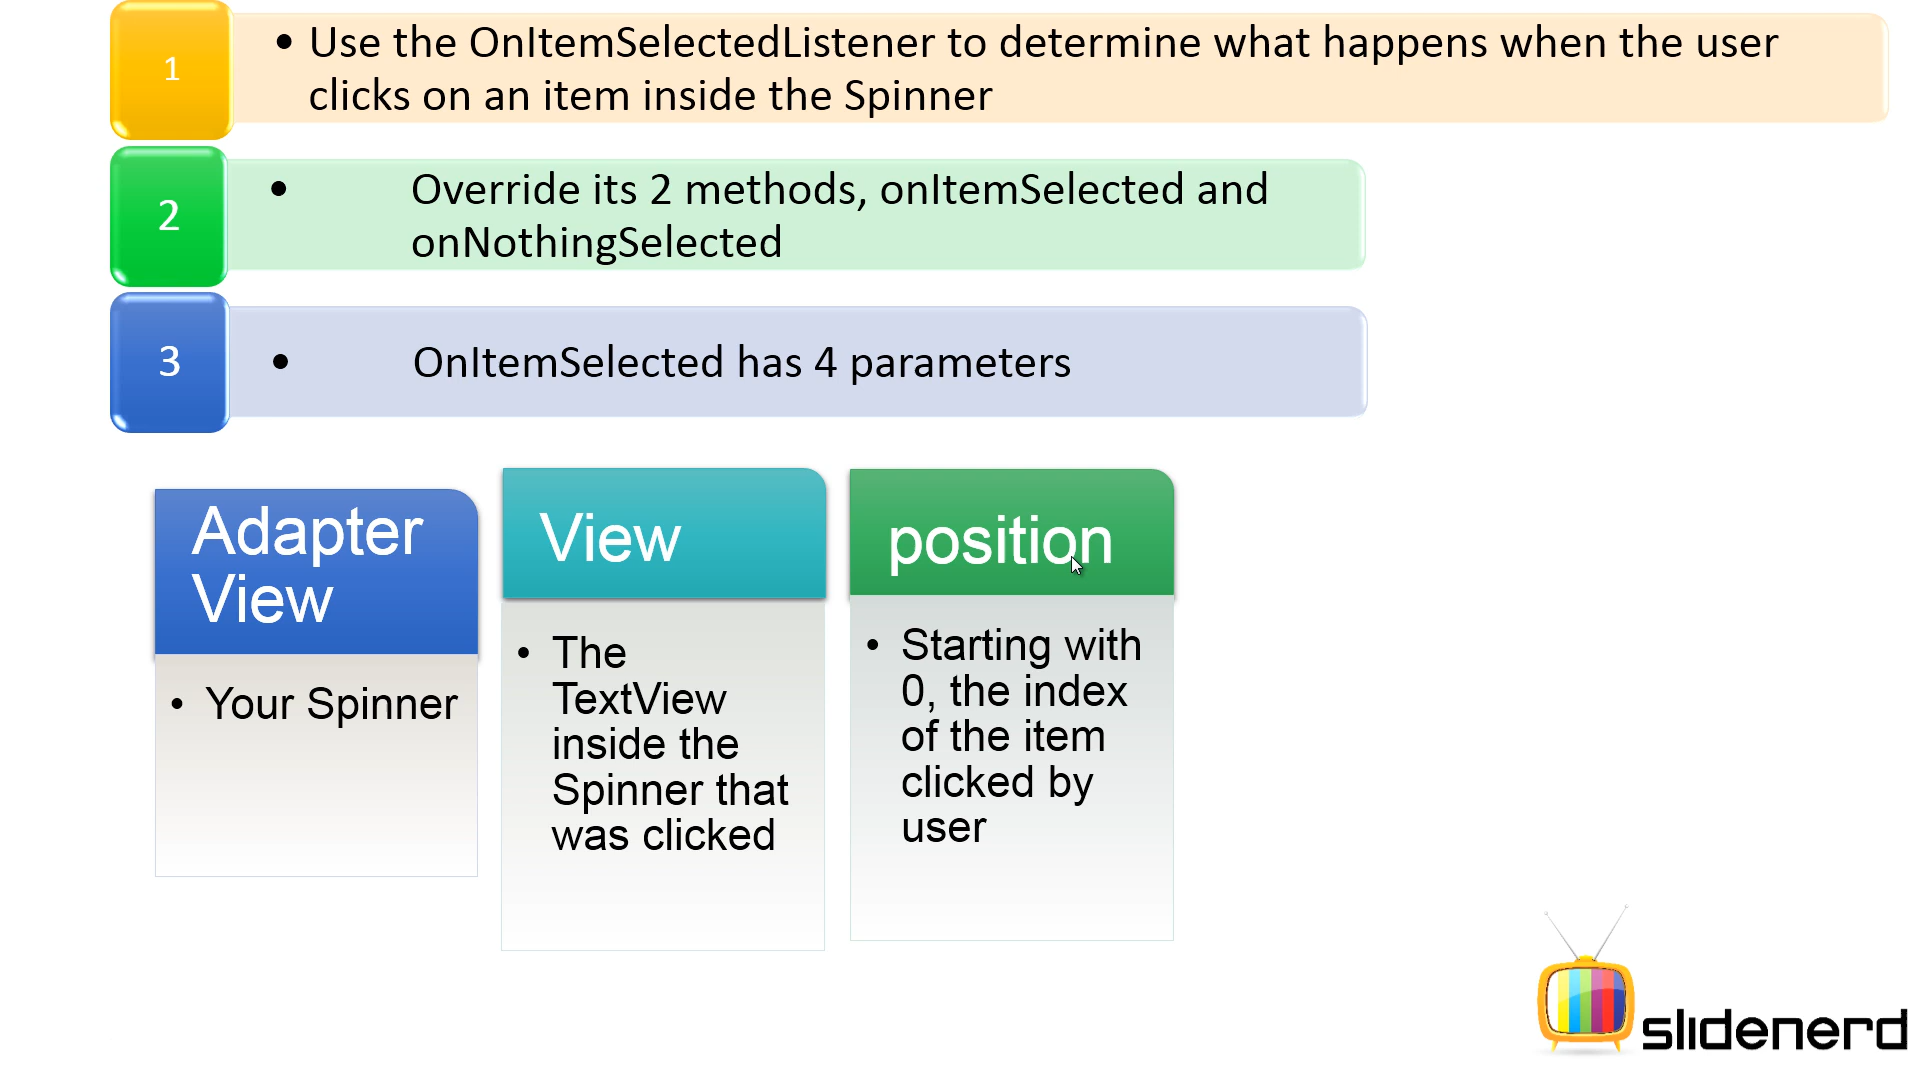 1
• Use the OnItemSelectedListener to determine what happens when the user
clicks on an item inside the Spinner
2
• Override its 2 methods, onItemSelected and
onNothingSelected
3
• OnItemSelected has 4 parameters
Adapter
View
• Your Spinner
View
• The
TextView
inside the
Spinner that
was clicked
position
• Starting with
0, the index
of the item
clicked by
user
slidenerd